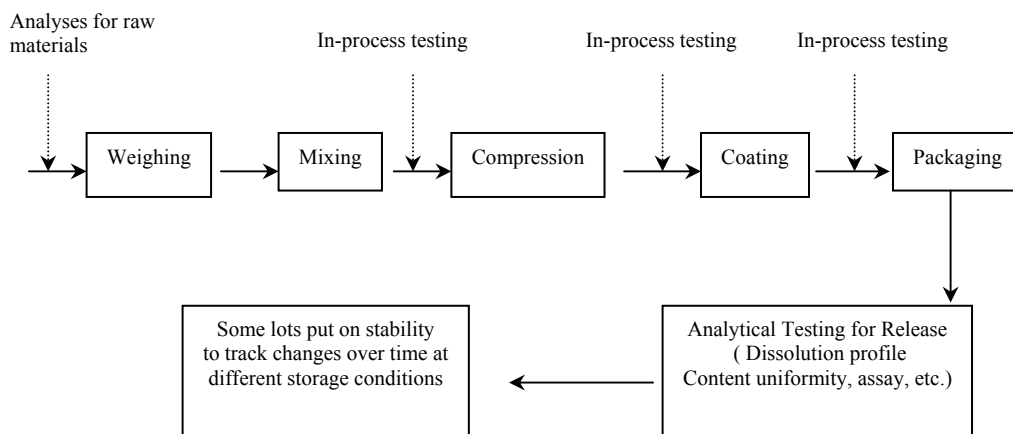 Analyses for raw
materials
In-process testing
In-process testing
In-process testing
Weighing
Mixing
Compression
Coating
Packaging
Some lots put on stability
to track changes over time at
different storage conditions
Analytical Testing for Release
( Dissolution profile
Content uniformity, assay, etc.)